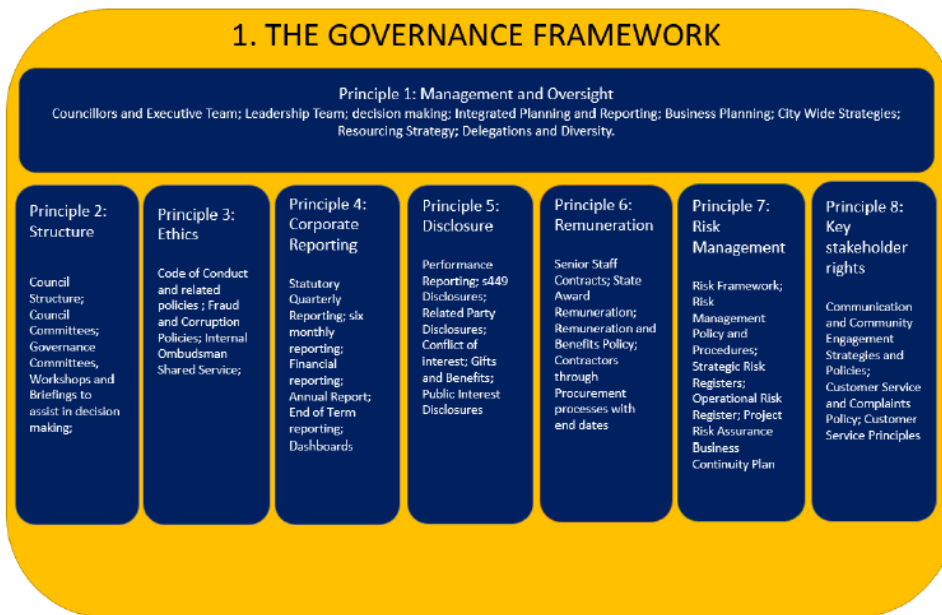 1. THE GOVERNANCE FRAMEWORK
Principle 1: Management and Oversight
Councillors and Executive Team; Leadership Team; decision making; Integrated Planning and Reporting; Business Planning; City Wide Strategies;
Resourcing Strategy; Delegations and Diversity.
Principle 2:
Structure
Council
Structure;
Council
Committees;
Governance
Committees,
Workshops and
Briefings to
assist in decision
making;
Principle 3:
Ethics
Code of Conduct
and related
policies ; Fraud
and Corruption
Policies; Internal
Ombudsman
Shared Service;
Principle 4:
Corporate
Reporting
Statutory
Quarterly
Reporting; six
monthly
reporting;
Financial
reporting;
Annual Report;
End of Term
reporting;
Dashboards
Principle 5:
Disclosure
Performance
Reporting; s449
Disclosures;
Related Party
Disclosures;
Conflict of
interest; Gifts
and Benefits;
Public Interest
Disclosures
Principle 6:
Remuneration
Senior Staff
Contracts; State
Award
Remuneration;
Remuneration and
Benefits Policy;
Contractors
through
Procurement
processes with
end dates
Principle 7:
Risk
Management
Risk Framework;
Risk
Management
Policy and
Procedures;
Strategic Risk
Registers;
Operational Risk
Register; Project
Risk Assurance
Business
Continuity Plan
Principle 8:
Key
stakeholder
rights
Communication
and Community
Engagement
Strategies and
Policies;
Customer Service
and Complaints
Policy; Customer
Service Principles